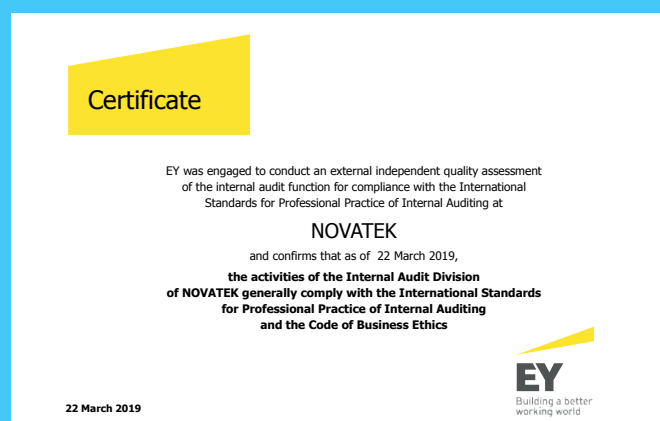 Certificate
EY was engaged to conduct an external independent quality assessment
of the internal audit function for compliance with the International
Standards for Professional Practice of Internal Auditing at
NOVATEK
and confirms that as of 22 March 2019,
the activities of the Internal Audit Division
of NOVATEK generally comply with the International Standards
for Professional Practice of Internal Auditing
and the Code of Business Ethics
EY
Building a better
working world
22 March 2019